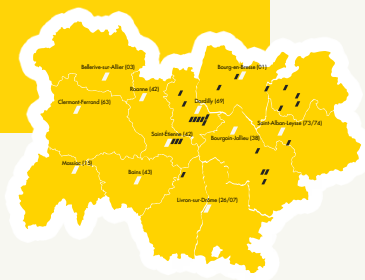 Bellerive-sur-Allier (03)
Bourg-en-Bresse (01)
Roanne (42)
Clermont-Ferrand (63)
Dardilly (69)
Saint-Alban-Leysse (73/74)
Saint-Étienne (42)
Bourgoin-Jallieu (38)
Massiac (15)
Bains (43)
Livron-sur-Drôme (26/07)